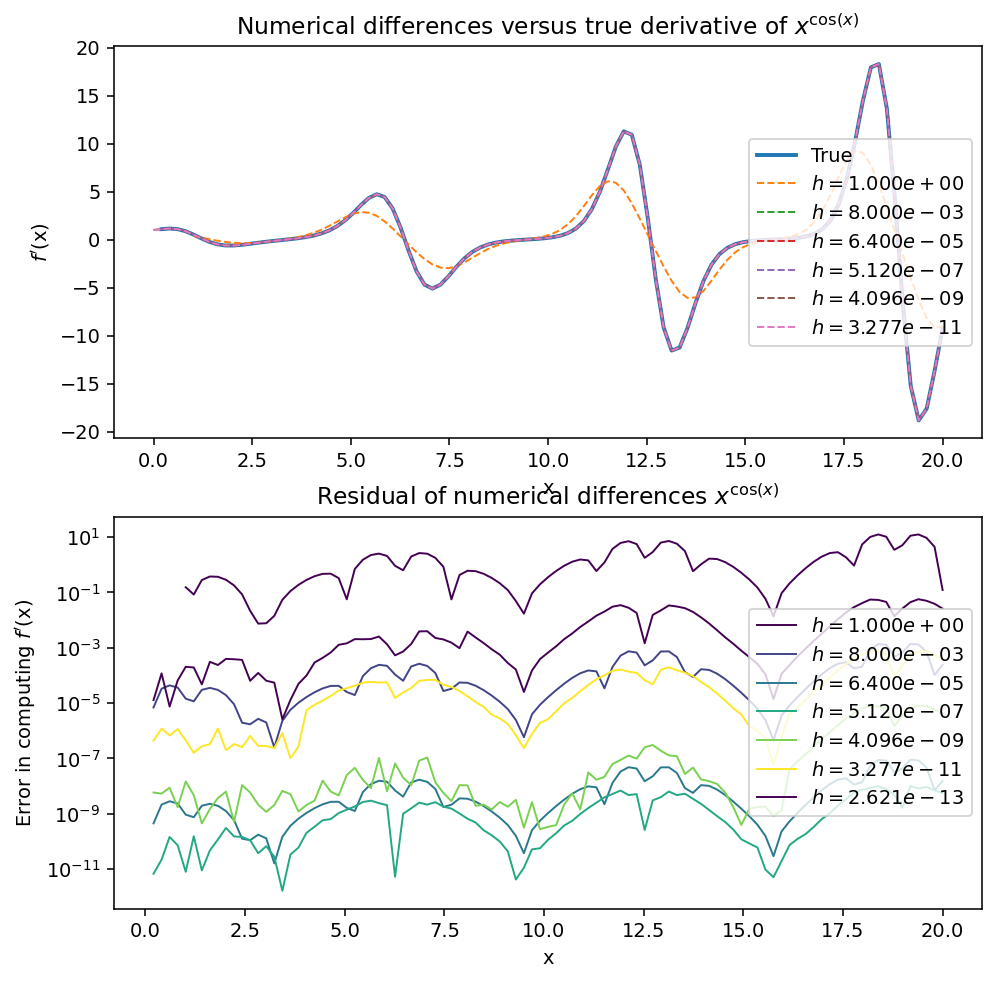 Numerical differences versus true derivative of x^cos(x)
20
15
10
5
0
−5
−10
−15
−20
f′(x)
True
h = 1.000e + 00
h = 8.000e − 03
h = 6.400e − 05
h = 5.120e − 07
h = 4.096e − 09
h = 3.277e − 11
0.0 2.5 5.0 7.5 10.0 12.5 15.0 17.5 20.0
x
Residual of numerical differences x^cos(x)
10^1
10^−1
10^−3
10^−5
10^−7
10^−9
10^−11
Error in computing f′(x)
h = 1.000e + 00
h = 8.000e − 03
h = 6.400e − 05
h = 5.120e − 07
h = 4.096e − 09
h = 3.277e − 11
h = 2.621e − 13
0.0 2.5 5.0 7.5 10.0 12.5 15.0 17.5 20.0
x